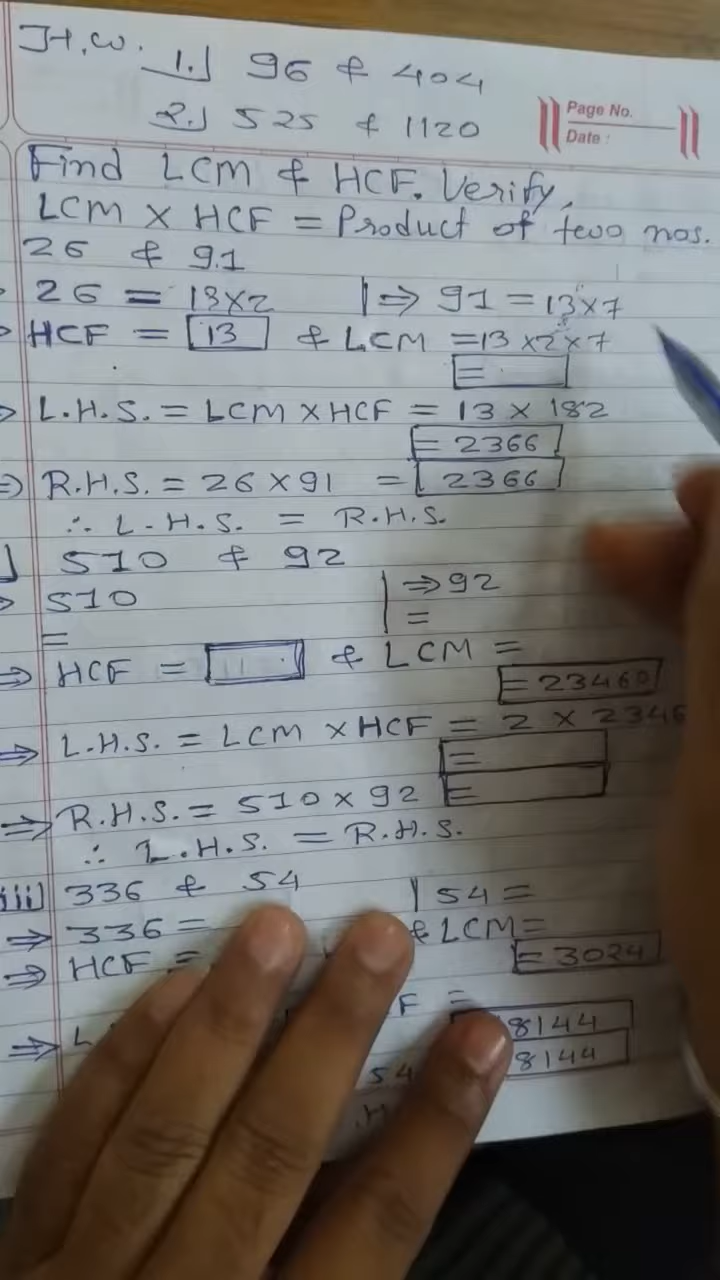 H.W. 1.] 96 & 404
2.] 525 & 1120
Page No.
Date :
Find LCM & HCF. Verify,
LCM × HCF = Product of two nos.
26 & 91
26 = 13×2 | ⇒ 91 = 13×7
HCF = 13 & LCM = 13 × 2 × 7
=
⇒ L.H.S. = LCM × HCF = 13 × 182
= 2366
⇒ R.H.S. = 26 × 91 = 2366
∴ L.H.S. = R.H.S.
] 510 & 92
510 | ⇒ 92
= | =
⇒ HCF = & LCM =
= 23460
⇒ L.H.S. = LCM × HCF = 2 × 2346
=
⇒ R.H.S. = 510 × 92 =
∴ L.H.S. = R.H.S.
iii] 336 & 54
⇒ 336 = | 54 =
⇒ HCF = & LCM =
= 3024
⇒ L F =
8144
54 8144
.H